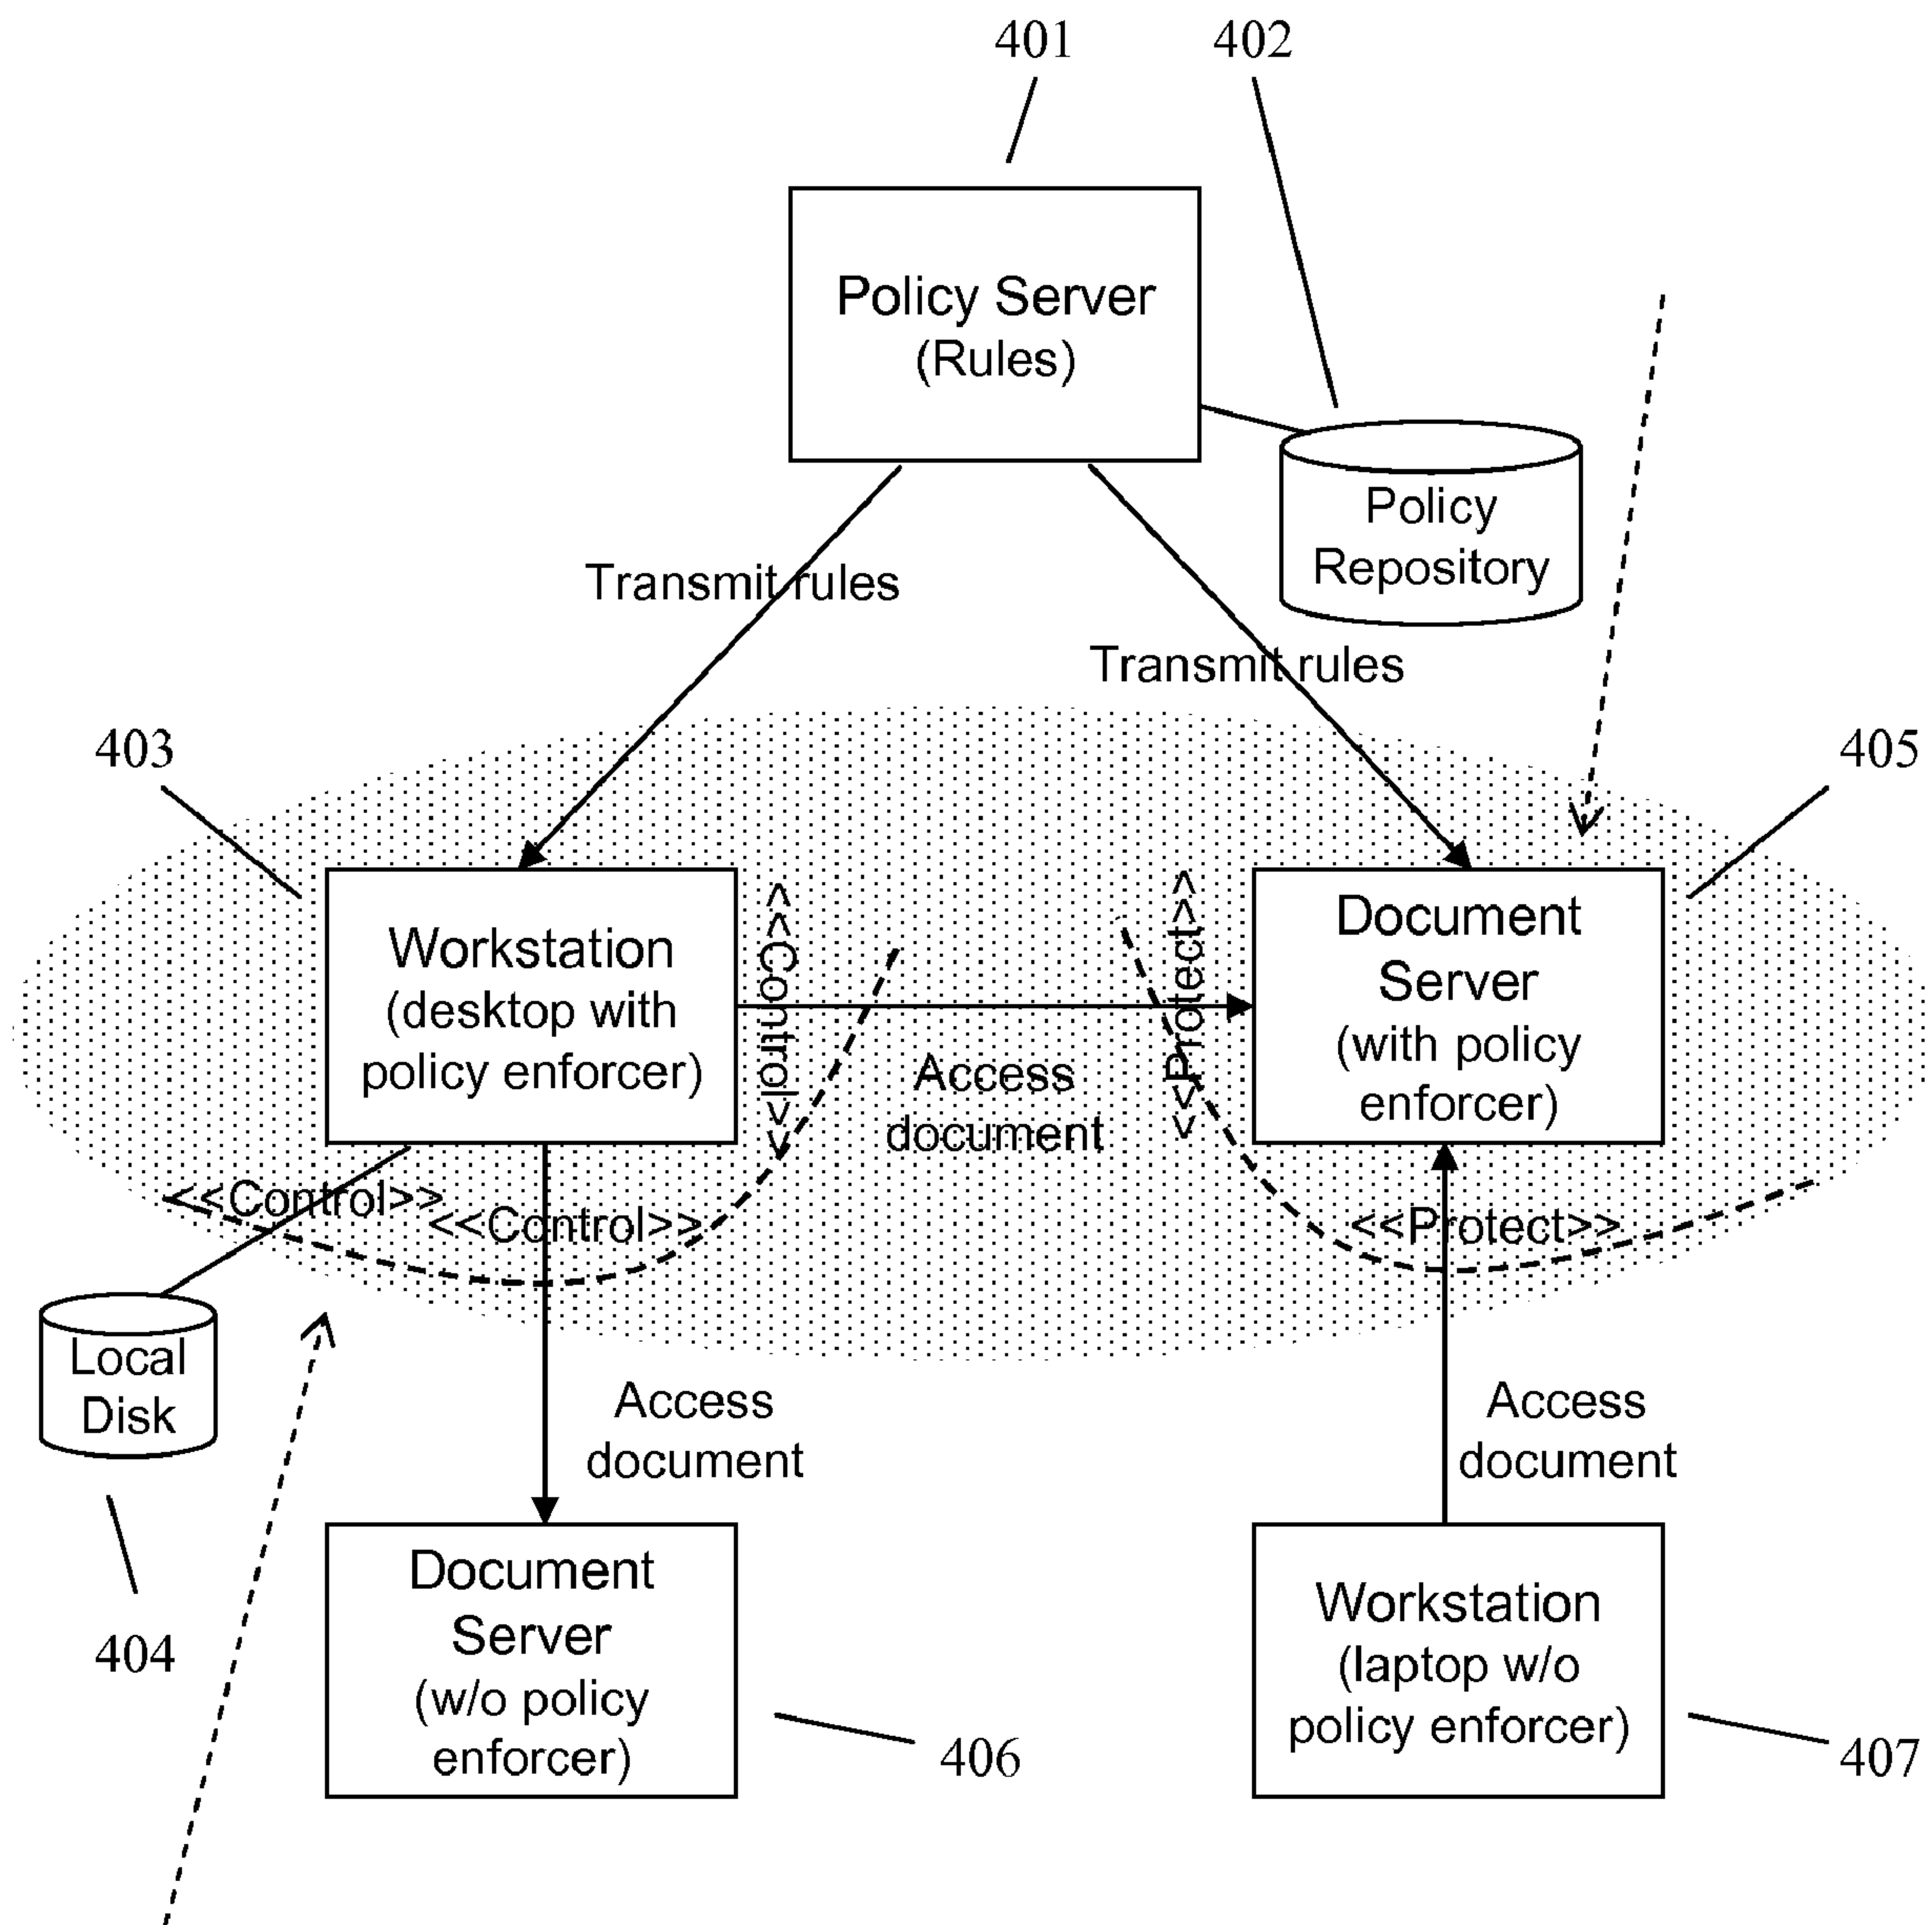 401
402
Policy Server
(Rules)
Policy
Repository
Transmit rules
Transmit rules
403
405
Workstation
(desktop with
policy enforcer)
<<Control>>
Access
document
<<Protect>>
Document
Server
(with policy
enforcer)
<<Control>>
<<Control>>
<<Protect>>
Local
Disk
404
Access
document
Access
document
Document
Server
(w/o policy
enforcer)
406
Workstation
(laptop w/o
policy enforcer)
407